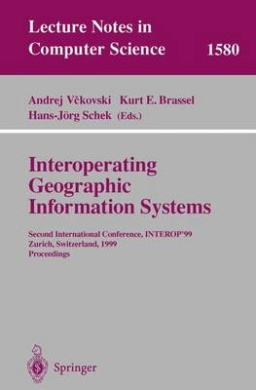 Lecture Notes in
Computer Science 1580
Andrej Včkovski Kurt E. Brassel
Hans-Jörg Schek (Eds.)
Interoperating
Geographic
Information Systems
Second International Conference, INTEROP'99
Zurich, Switzerland, 1999
Proceedings
Springer